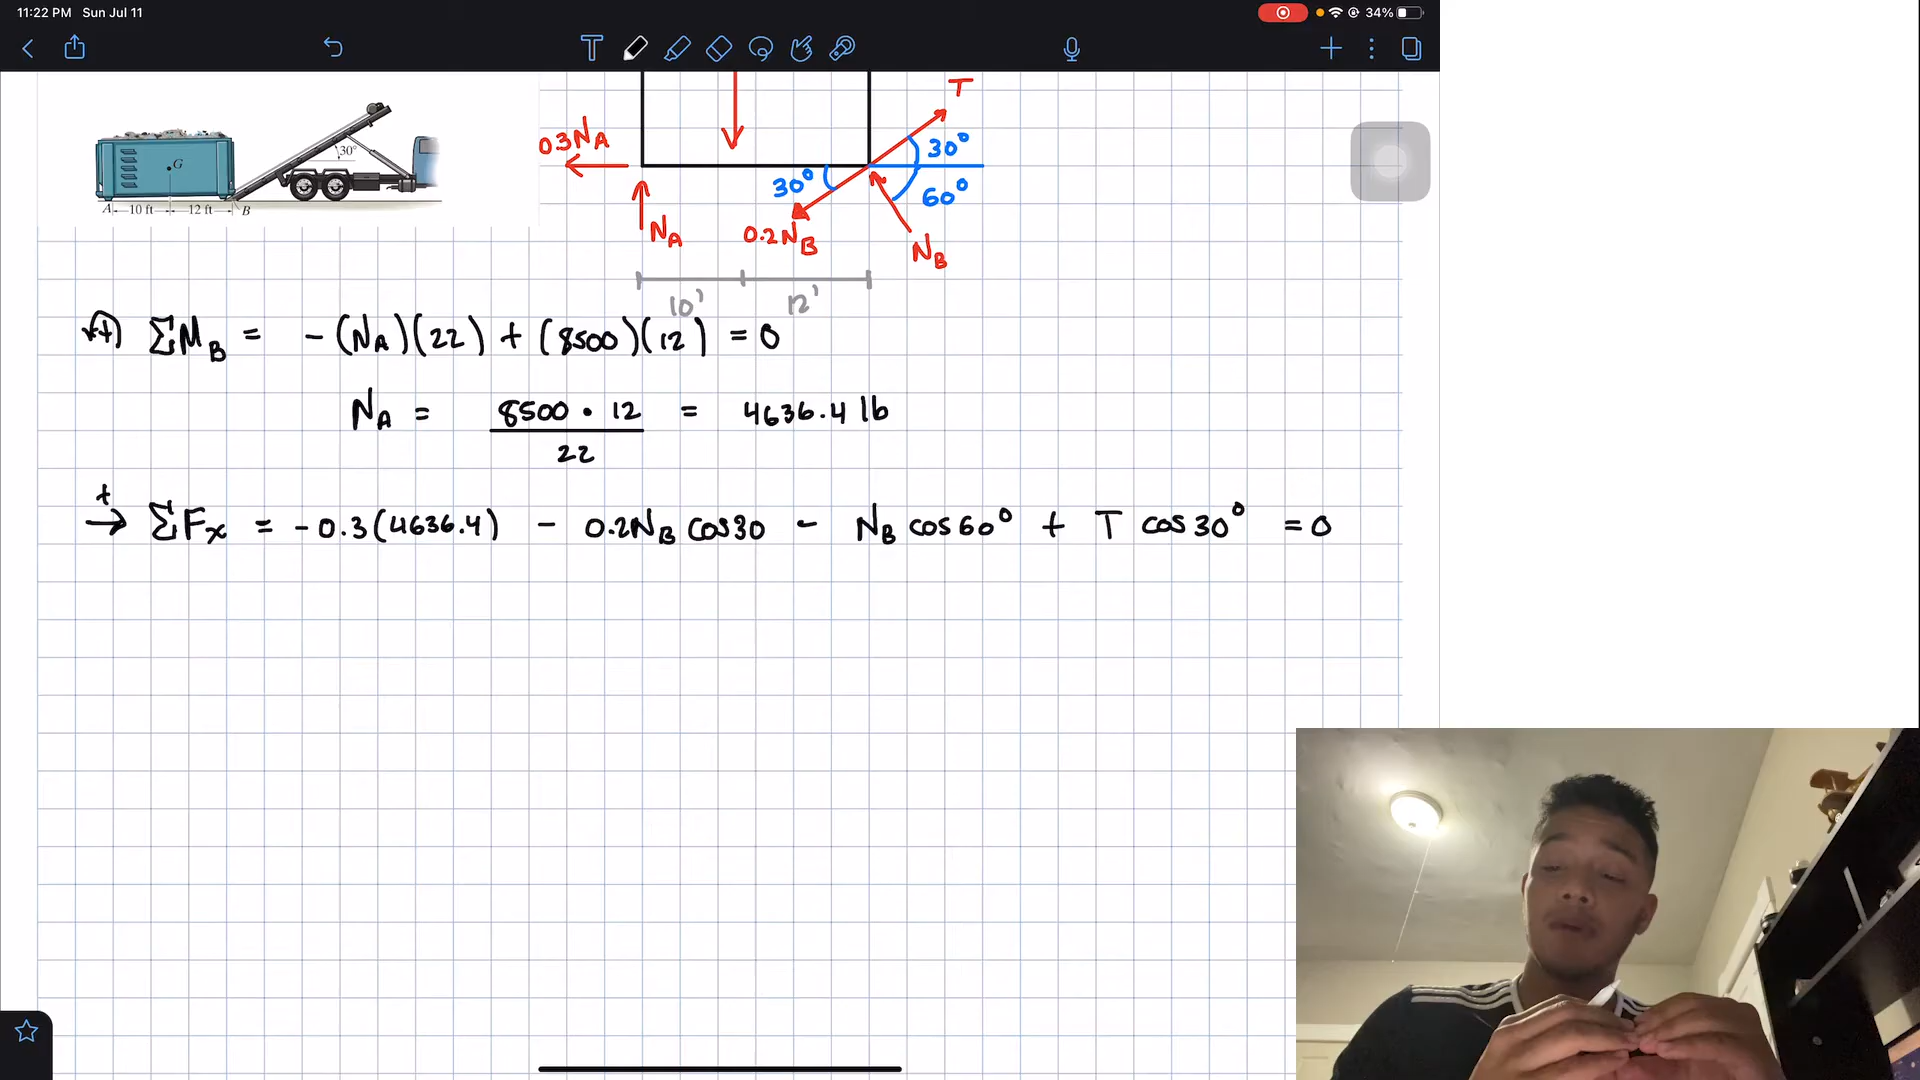 11:22 PM Sun Jul 11
34%
T
0.3NA
30°
30°
60°
30°
G
NA
0.2NB
NB
A 10 ft 12 ft B
10' 12'
+) ΣMB = - (NA)(22) + (8500)(12) = 0
NA = 8500 · 12 = 4636.4 lb
22
+
→ ΣFx = - 0.3(4636.4) - 0.2NB cos30 - NB cos60° + T cos30° = 0